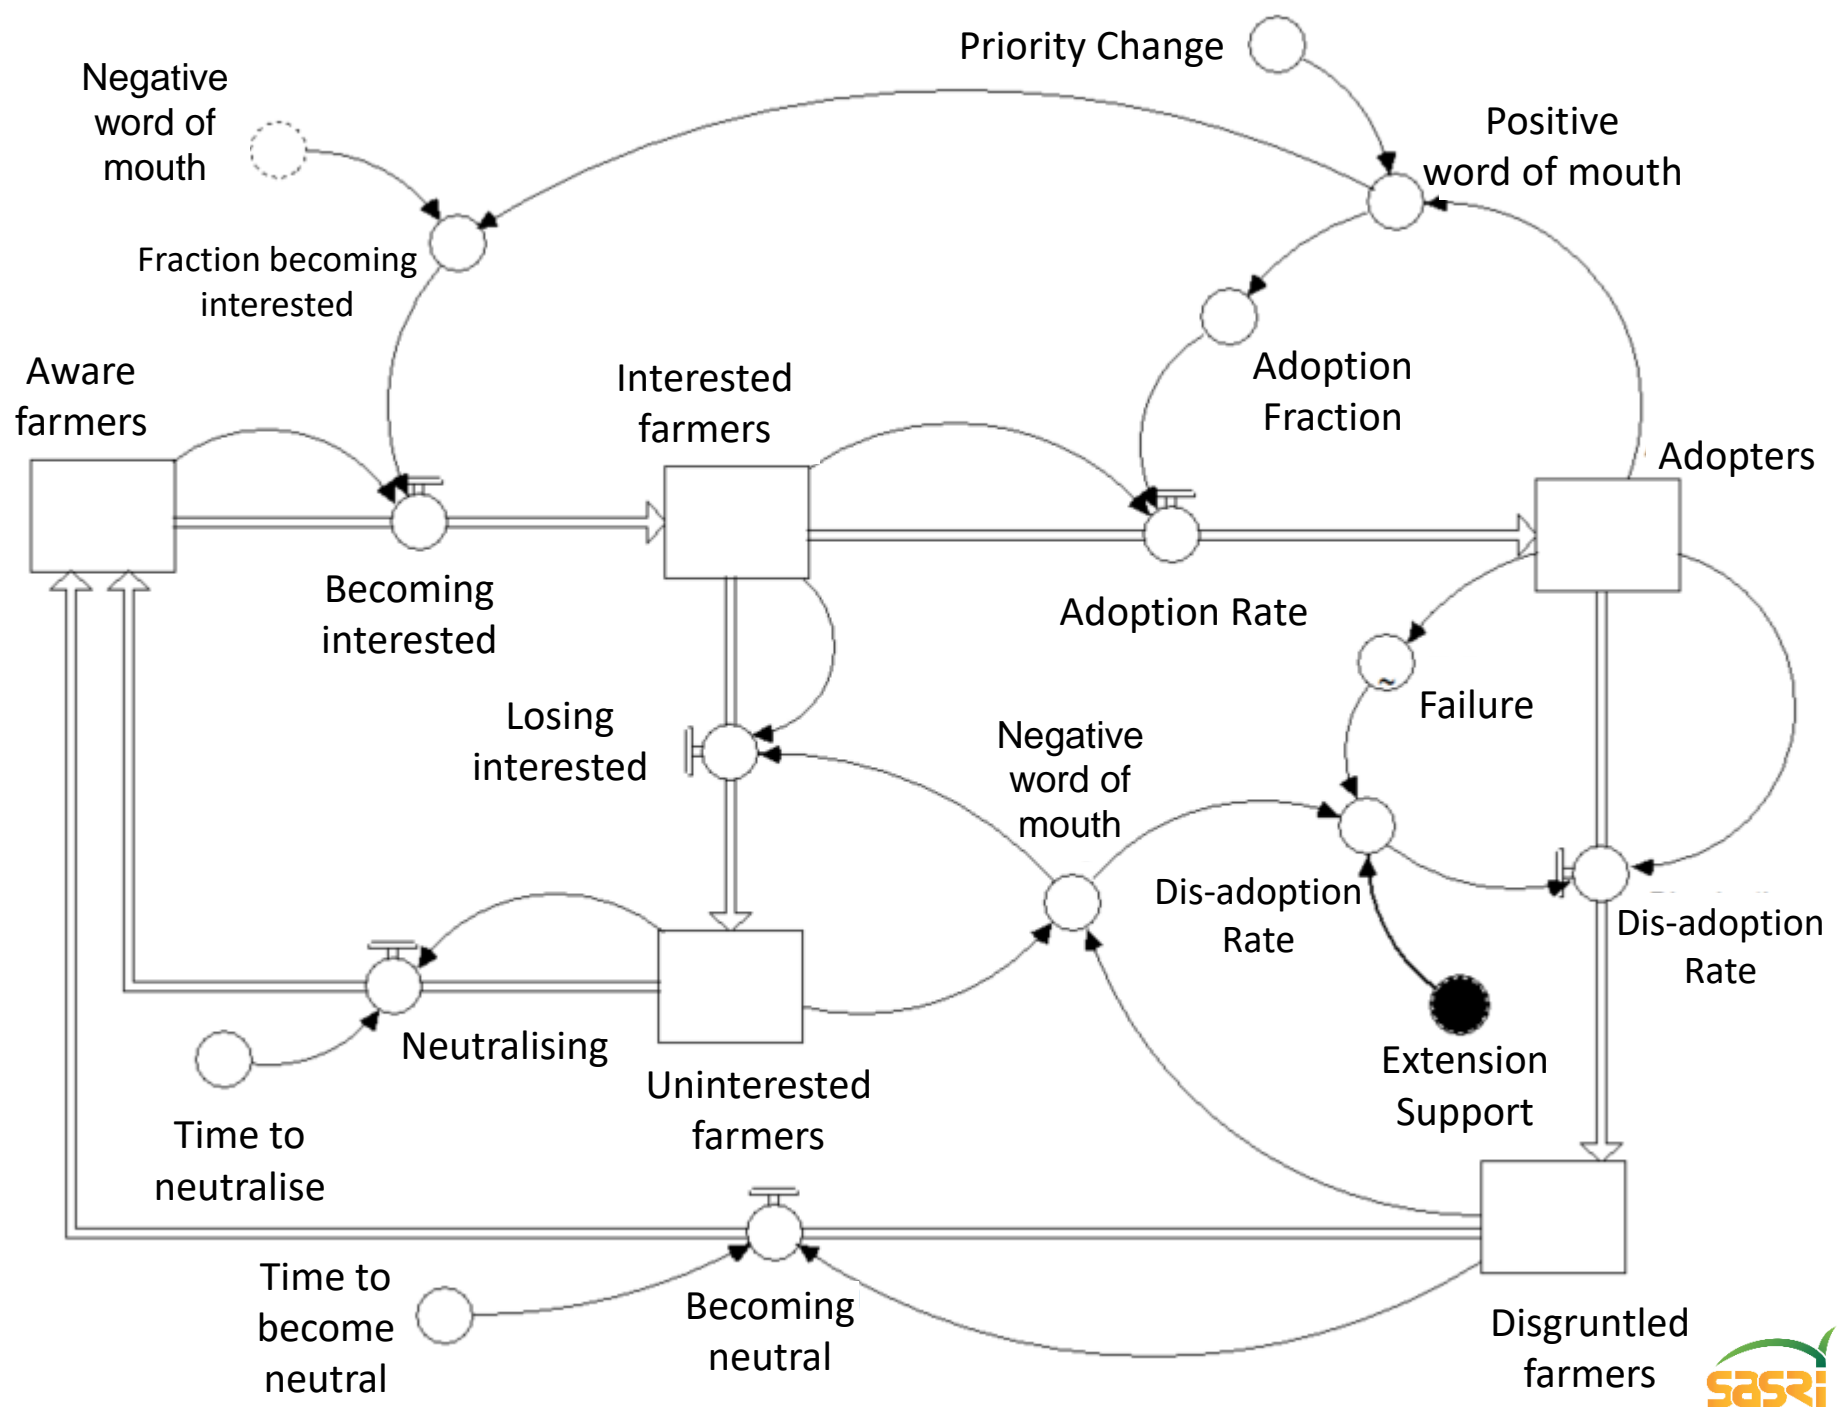 Priority Change
Negative
word of
mouth
Positive
word of mouth
Fraction becoming
interested
Aware
farmers
Interested
farmers
Adoption
Fraction
Adopters
Becoming
interested
Adoption Rate
Losing
interested
Failure
Negative
word of
mouth
Dis-adoption
Rate
Dis-adoption
Rate
Neutralising
Extension
Support
Uninterested
farmers
Time to
neutralise
Time to
become
neutral
Becoming
neutral
Disgruntled
farmers
~
sasri